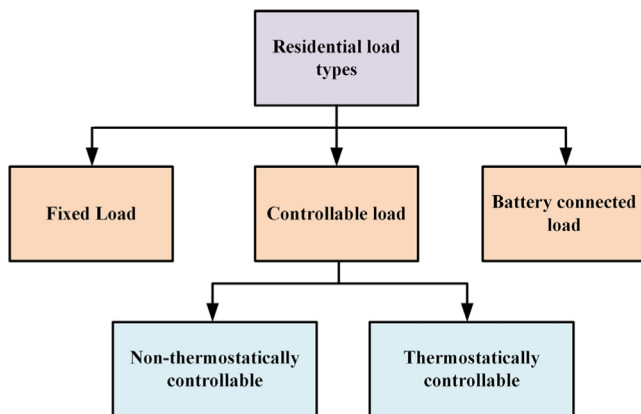 Residential load
types
Fixed Load
Controllable load
Battery connected
load
Non-thermostatically
controllable
Thermostatically
controllable